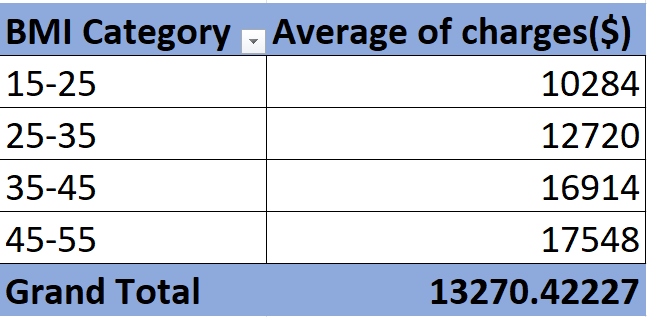 BMI Category Average of charges($)
15-25 10284
25-35 12720
35-45 16914
45-55 17548
Grand Total 13270.42227